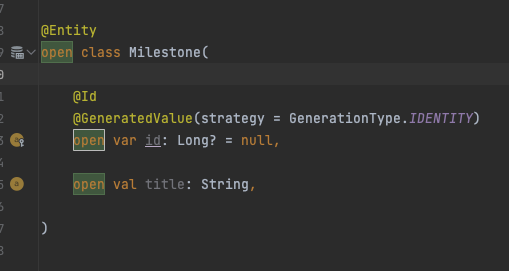 7
8
@Entity
9
open class Milestone(
0
1
@Id
2
@GeneratedValue(strategy = GenerationType.IDENTITY)
3
open var id: Long? = null,
4
5
open val title: String,
6
7
)
8